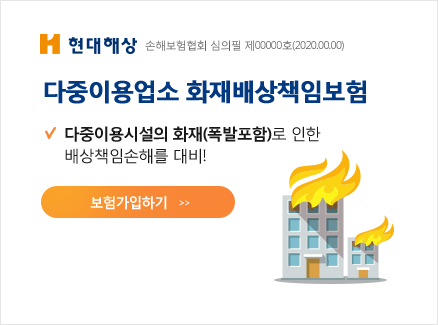 현대해상 손해보험협회 심의필 제00000호(2020.00.00)
다중이용업소 화재배상책임보험
다중이용시설의 화재(폭발포함)로 인한
배상책임손해를 대비!
보험가입하기 >>